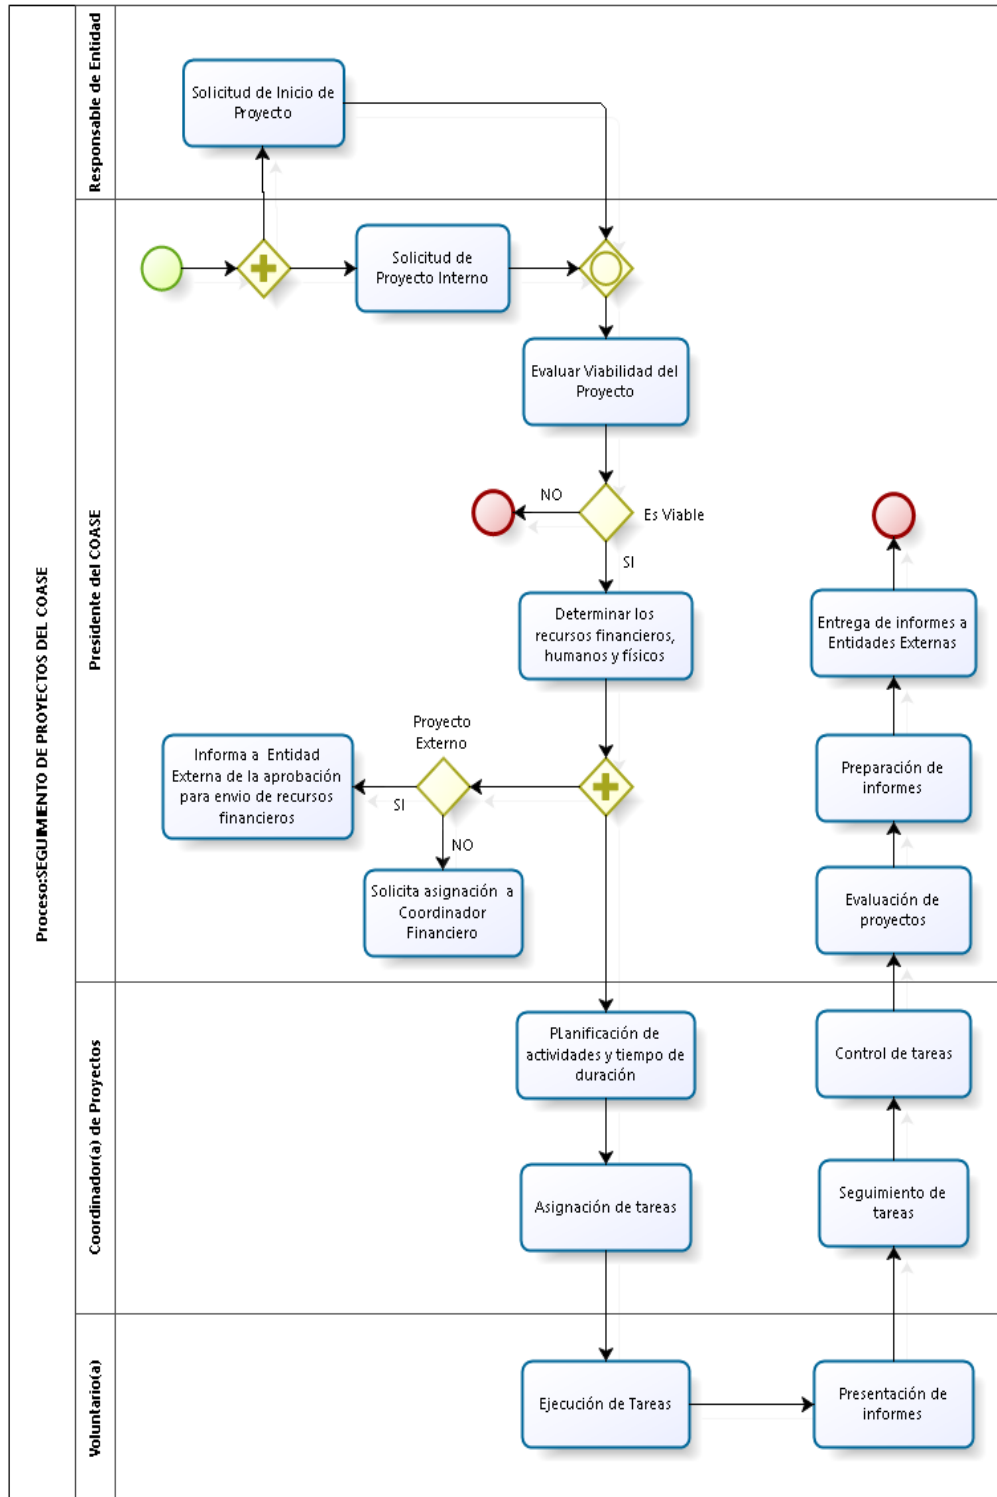 Proceso:SEGUIMIENTO DE PROYECTOS DEL COASE
Responsable de Entidad
Solicitud de Inicio de
Proyecto
Presidente del COASE
Solicitud de
Proyecto Interno
Evaluar Viabilidad del
Proyecto
NO
Es Viable
SI
Determinar los
recursos financieros,
humanos y físicos
Entrega de informes a
Entidades Externas
Proyecto
Externo
Informa a Entidad
Externa de la aprobación
para envio de recursos
financieros
SI
NO
Preparación de
informes
Solicita asignación a
Coordinador
Financiero
Evaluación de
proyectos
Coordinador(a) de Proyectos
PLanificación de
actividades y tiempo de
duración
Control de tareas
Asignación de tareas
Seguimiento de
tareas
Voluntario(a)
Ejecución de Tareas
Presentación de
informes